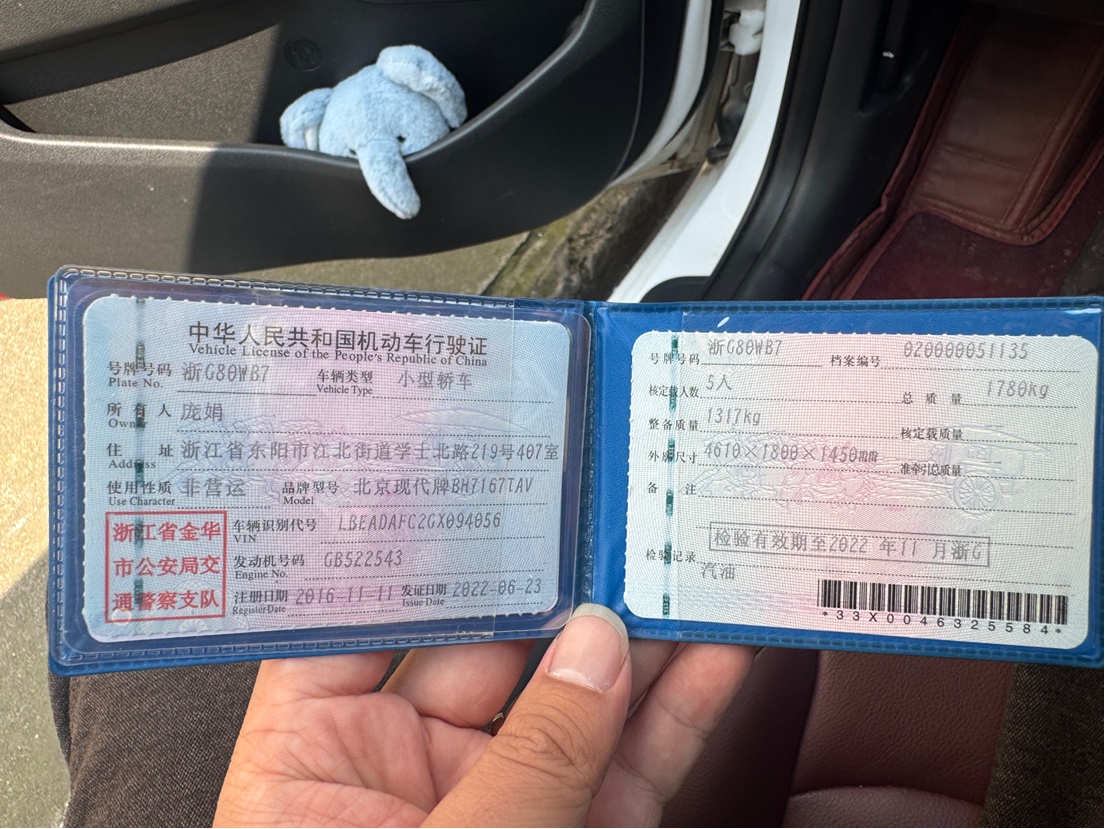 中华人民共和国机动车行驶证
Vehicle License of the People's Republic of China
号牌号码 浙G80WB7 车辆类型 小型轿车
Plate No. Vehicle Type
所有人 庞娟
Owner
住址 浙江省东阳市江北街道学士北路219号407室
Address
使用性质 非营运 品牌型号 北京现代牌BH7167TAV
Use Character Model
浙江省金华
市公安局交
通警察支队
车辆识别代号 LBEADAFC2GX094056
VIN
发动机号码 GB522543
Engine No.
注册日期 2016-11-11 发证日期 2022-06-23
Register Date Issue Date
号牌号码 浙G80WB7 档案编号 020000051135
核定载人数 5人 总质量 1780kg
整备质量 1317kg 核定载质量
外廓尺寸 4610×1800×1450mm 准牵引总质量
备注
检验记录 检验有效期至2022 年11 月浙G
汽油
*33X0046325584*